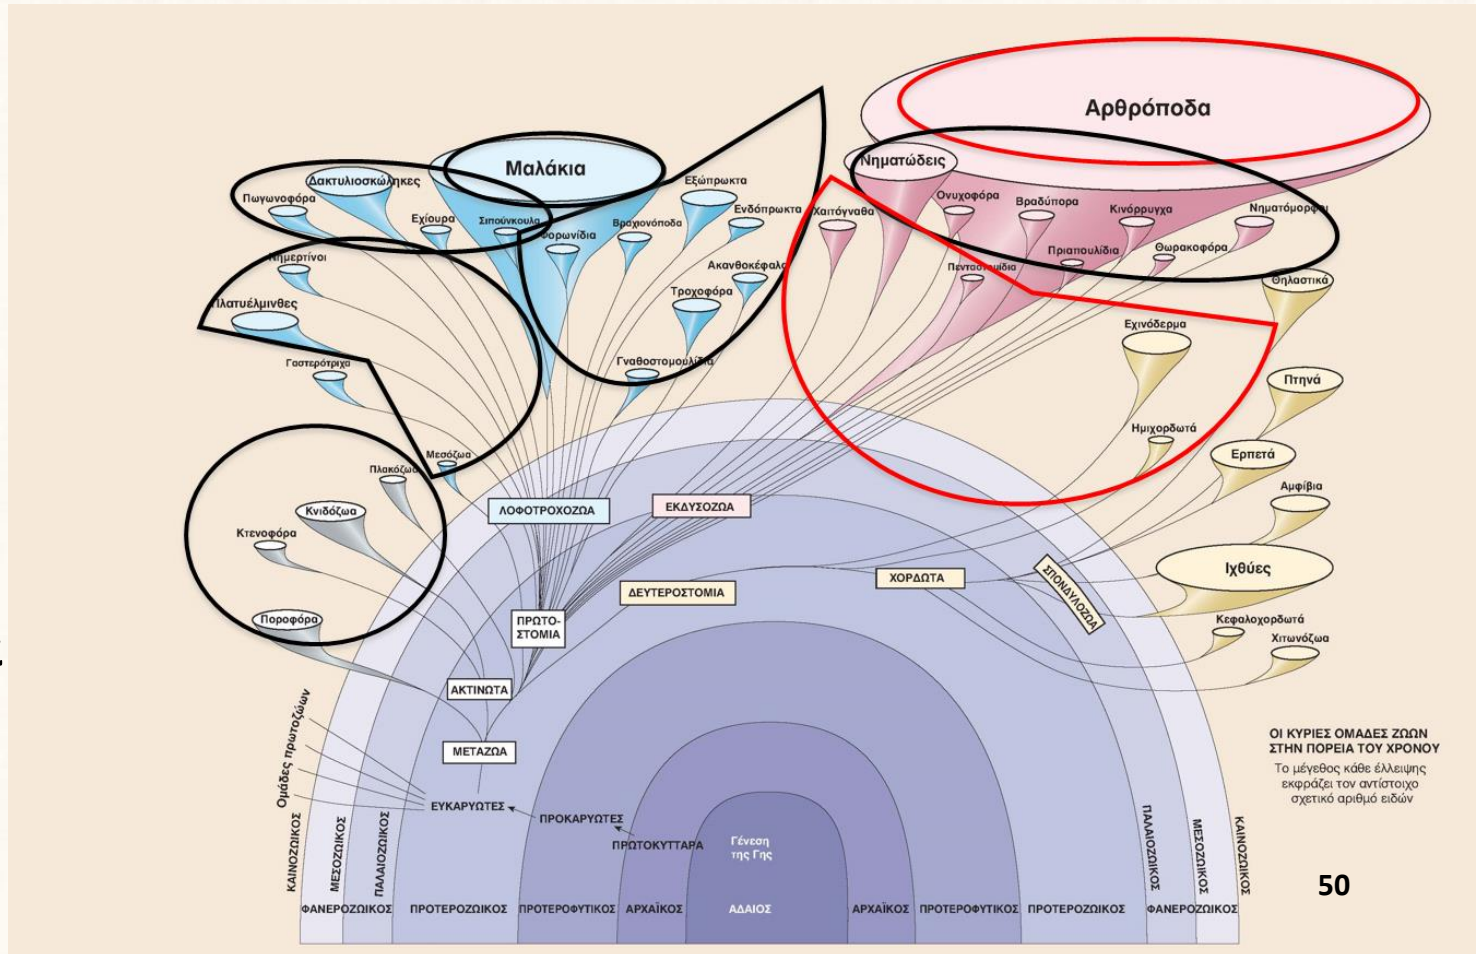 Αρθρόποδα
Μαλάκια
Νηματώδεις
Δακτυλιοσκώληκες
Πωγωνοφόρα
Εχίουρα
Σιπούνκουλα
Φορωνίδια
Βραχιονόποδα
Εξώπρωκτα
Ενδόπρωκτα
Χαιτόγναθα
Ονυχοφόρα
Βραδύπορα
Κινόρρυγχα
Νηματόμορφα
Νημερτίνοι
Ακανθοκέφαλα
Πενταστομίδια
Πριαπουλίδια
Θωρακοφόρα
Θηλαστικά
Πλατυέλμινθες
Τροχοφόρα
Εχινόδερμα
Γαστερότριχα
Γναθοστομουλίδια
Πτηνά
Ημιχορδωτά
Ερπετά
Μεσόζωα
Πλακόζωα
Αμφίβια
Κνιδόζωα
Κτενοφόρα
ΛΟΦΟΤΡΟΧΟΖΩΑ
ΕΚΔΥΣΟΖΩΑ
Ιχθύες
ΔΕΥΤΕΡΟΣΤΟΜΙΑ
ΧΟΡΔΩΤΑ
ΣΠΟΝΔΥΛΟΖΩΑ
Ποροφόρα
ΠΡΩΤΟ-
ΣΤΟΜΙΑ
Κεφαλοχορδωτά
Χιτωνόζωα
ΑΚΤΙΝΩΤΑ
ΜΕΤΑΖΩΑ
Ομάδες πρωτοζώων
ΕΥΚΑΡΥΩΤΕΣ
ΠΡΟΚΑΡΥΩΤΕΣ
ΠΡΩΤΟΚΥΤΤΑΡΑ
Γένεση
της Γης
ΟΙ ΚΥΡΙΕΣ ΟΜΑΔΕΣ ΖΩΩΝ
ΣΤΗΝ ΠΟΡΕΙΑ ΤΟΥ ΧΡΟΝΟΥ
Το μέγεθος κάθε έλλειψης
εκφράζει τον αντίστοιχο
σχετικό αριθμό ειδών
ΚΑΙΝΟΖΩΙΚΟΣ
ΜΕΣΟΖΩΙΚΟΣ
ΠΑΛΑΙΟΖΩΙΚΟΣ
ΠΑΛΑΙΟΖΩΙΚΟΣ
ΜΕΣΟΖΩΙΚΟΣ
ΚΑΙΝΟΖΩΙΚΟΣ
50
ΦΑΝΕΡΟΖΩΙΚΟΣ ΠΡΟΤΕΡΟΖΩΙΚΟΣ ΠΡΟΤΕΡΟΦΥΤΙΚΟΣ ΑΡΧΑΪΚΟΣ ΑΔΑΙΟΣ ΑΡΧΑΪΚΟΣ ΠΡΟΤΕΡΟΦΥΤΙΚΟΣ ΠΡΟΤΕΡΟΖΩΙΚΟΣ ΦΑΝΕΡΟΖΩΙΚΟΣ